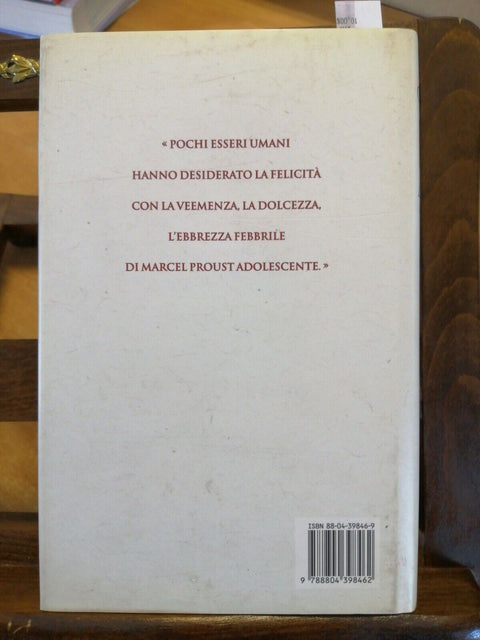 « POCHI ESSERI UMANI
HANNO DESIDERATO LA FELICITÀ
CON LA VEEMENZA, LA DOLCEZZA,
L'EBBREZZA FEBBRILE
DI MARCEL PROUST ADOLESCENTE. »
ISBN 88-04-39846-9
9 788804 398462